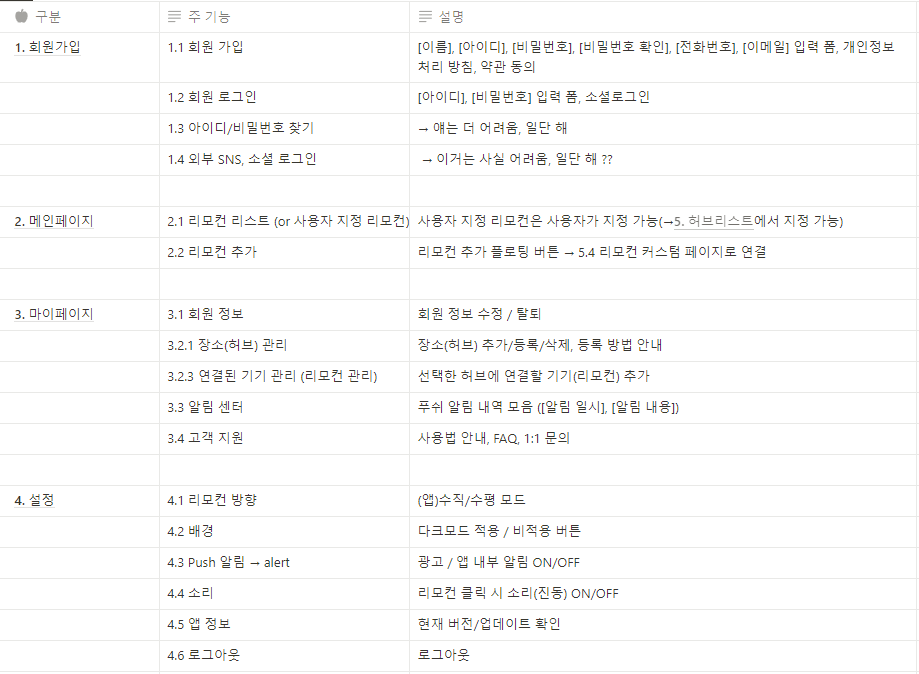 구분 주 기능 설명
1. 회원가입 1.1 회원 가입 [이름], [아이디], [비밀번호], [비밀번호 확인], [전화번호], [이메일] 입력 폼, 개인정보
처리 방침, 약관 동의
1.2 회원 로그인 [아이디], [비밀번호] 입력 폼, 소셜로그인
1.3 아이디/비밀번호 찾기 → 얘는 더 어려움, 일단 해
1.4 외부 SNS, 소셜 로그인 → 이거는 사실 어려움, 일단 해 ??
2. 메인페이지 2.1 리모컨 리스트 (or 사용자 지정 리모컨) 사용자 지정 리모컨은 사용자가 지정 가능(→5. 허브리스트에서 지정 가능)
2.2 리모컨 추가 리모컨 추가 플로팅 버튼 → 5.4 리모컨 커스텀 페이지로 연결
3. 마이페이지 3.1 회원 정보 회원 정보 수정 / 탈퇴
3.2.1 장소(허브) 관리 장소(허브) 추가/등록/삭제, 등록 방법 안내
3.2.3 연결된 기기 관리 (리모컨 관리) 선택한 허브에 연결할 기기(리모컨) 추가
3.3 알림 센터 푸쉬 알림 내역 모음 ([알림 일시], [알림 내용])
3.4 고객 지원 사용법 안내, FAQ, 1:1 문의
4. 설정 4.1 리모컨 방향 (앱)수직/수평 모드
4.2 배경 다크모드 적용 / 비적용 버튼
4.3 Push 알림 → alert 광고 / 앱 내부 알림 ON/OFF
4.4 소리 리모컨 클릭 시 소리(진동) ON/OFF
4.5 앱 정보 현재 버전/업데이트 확인
4.6 로그아웃 로그아웃